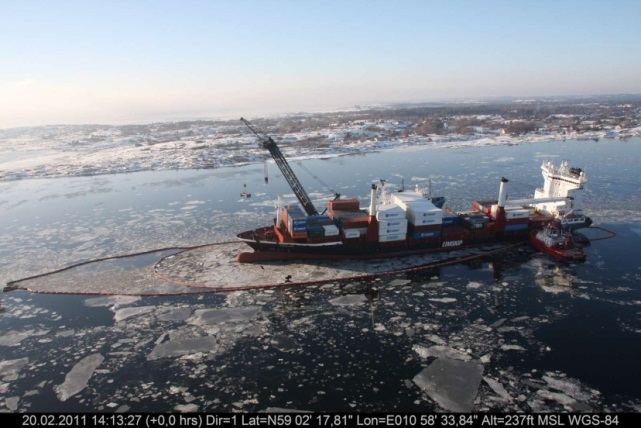 EIMSKIP
20.02.2011 14:13:27 (+0,0 hrs) Dir=1 Lat=N59 02' 17,81" Lon=E010 58' 33,84" Alt=237ft MSL WGS-84